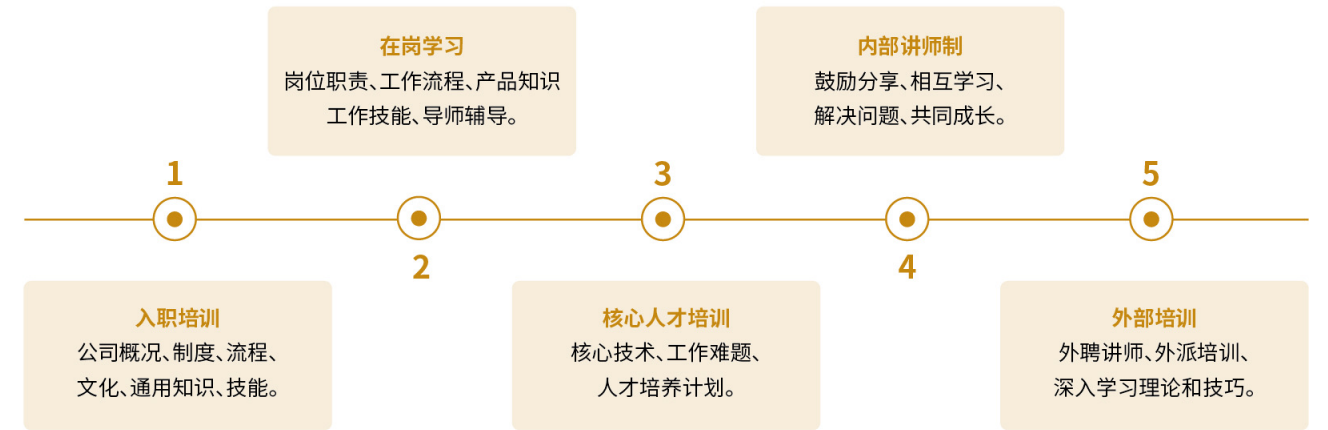 1
入职培训
公司概况、制度、流程、
文化、通用知识、技能。
2
在岗学习
岗位职责、工作流程、产品知识
工作技能、导师辅导。
3
核心人才培训
核心技术、工作难题、
人才培养计划。
4
内部讲师制
鼓励分享、相互学习、
解决问题、共同成长。
5
外部培训
外聘讲师、外派培训、
深入学习理论和技巧。